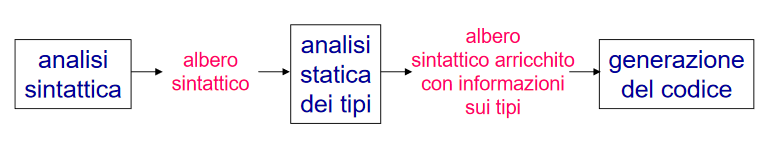 analisi
sintattica
albero
sintattico
analisi
statica
dei tipi
albero
sintattico arricchito
con informazioni
sui tipi
generazione
del codice